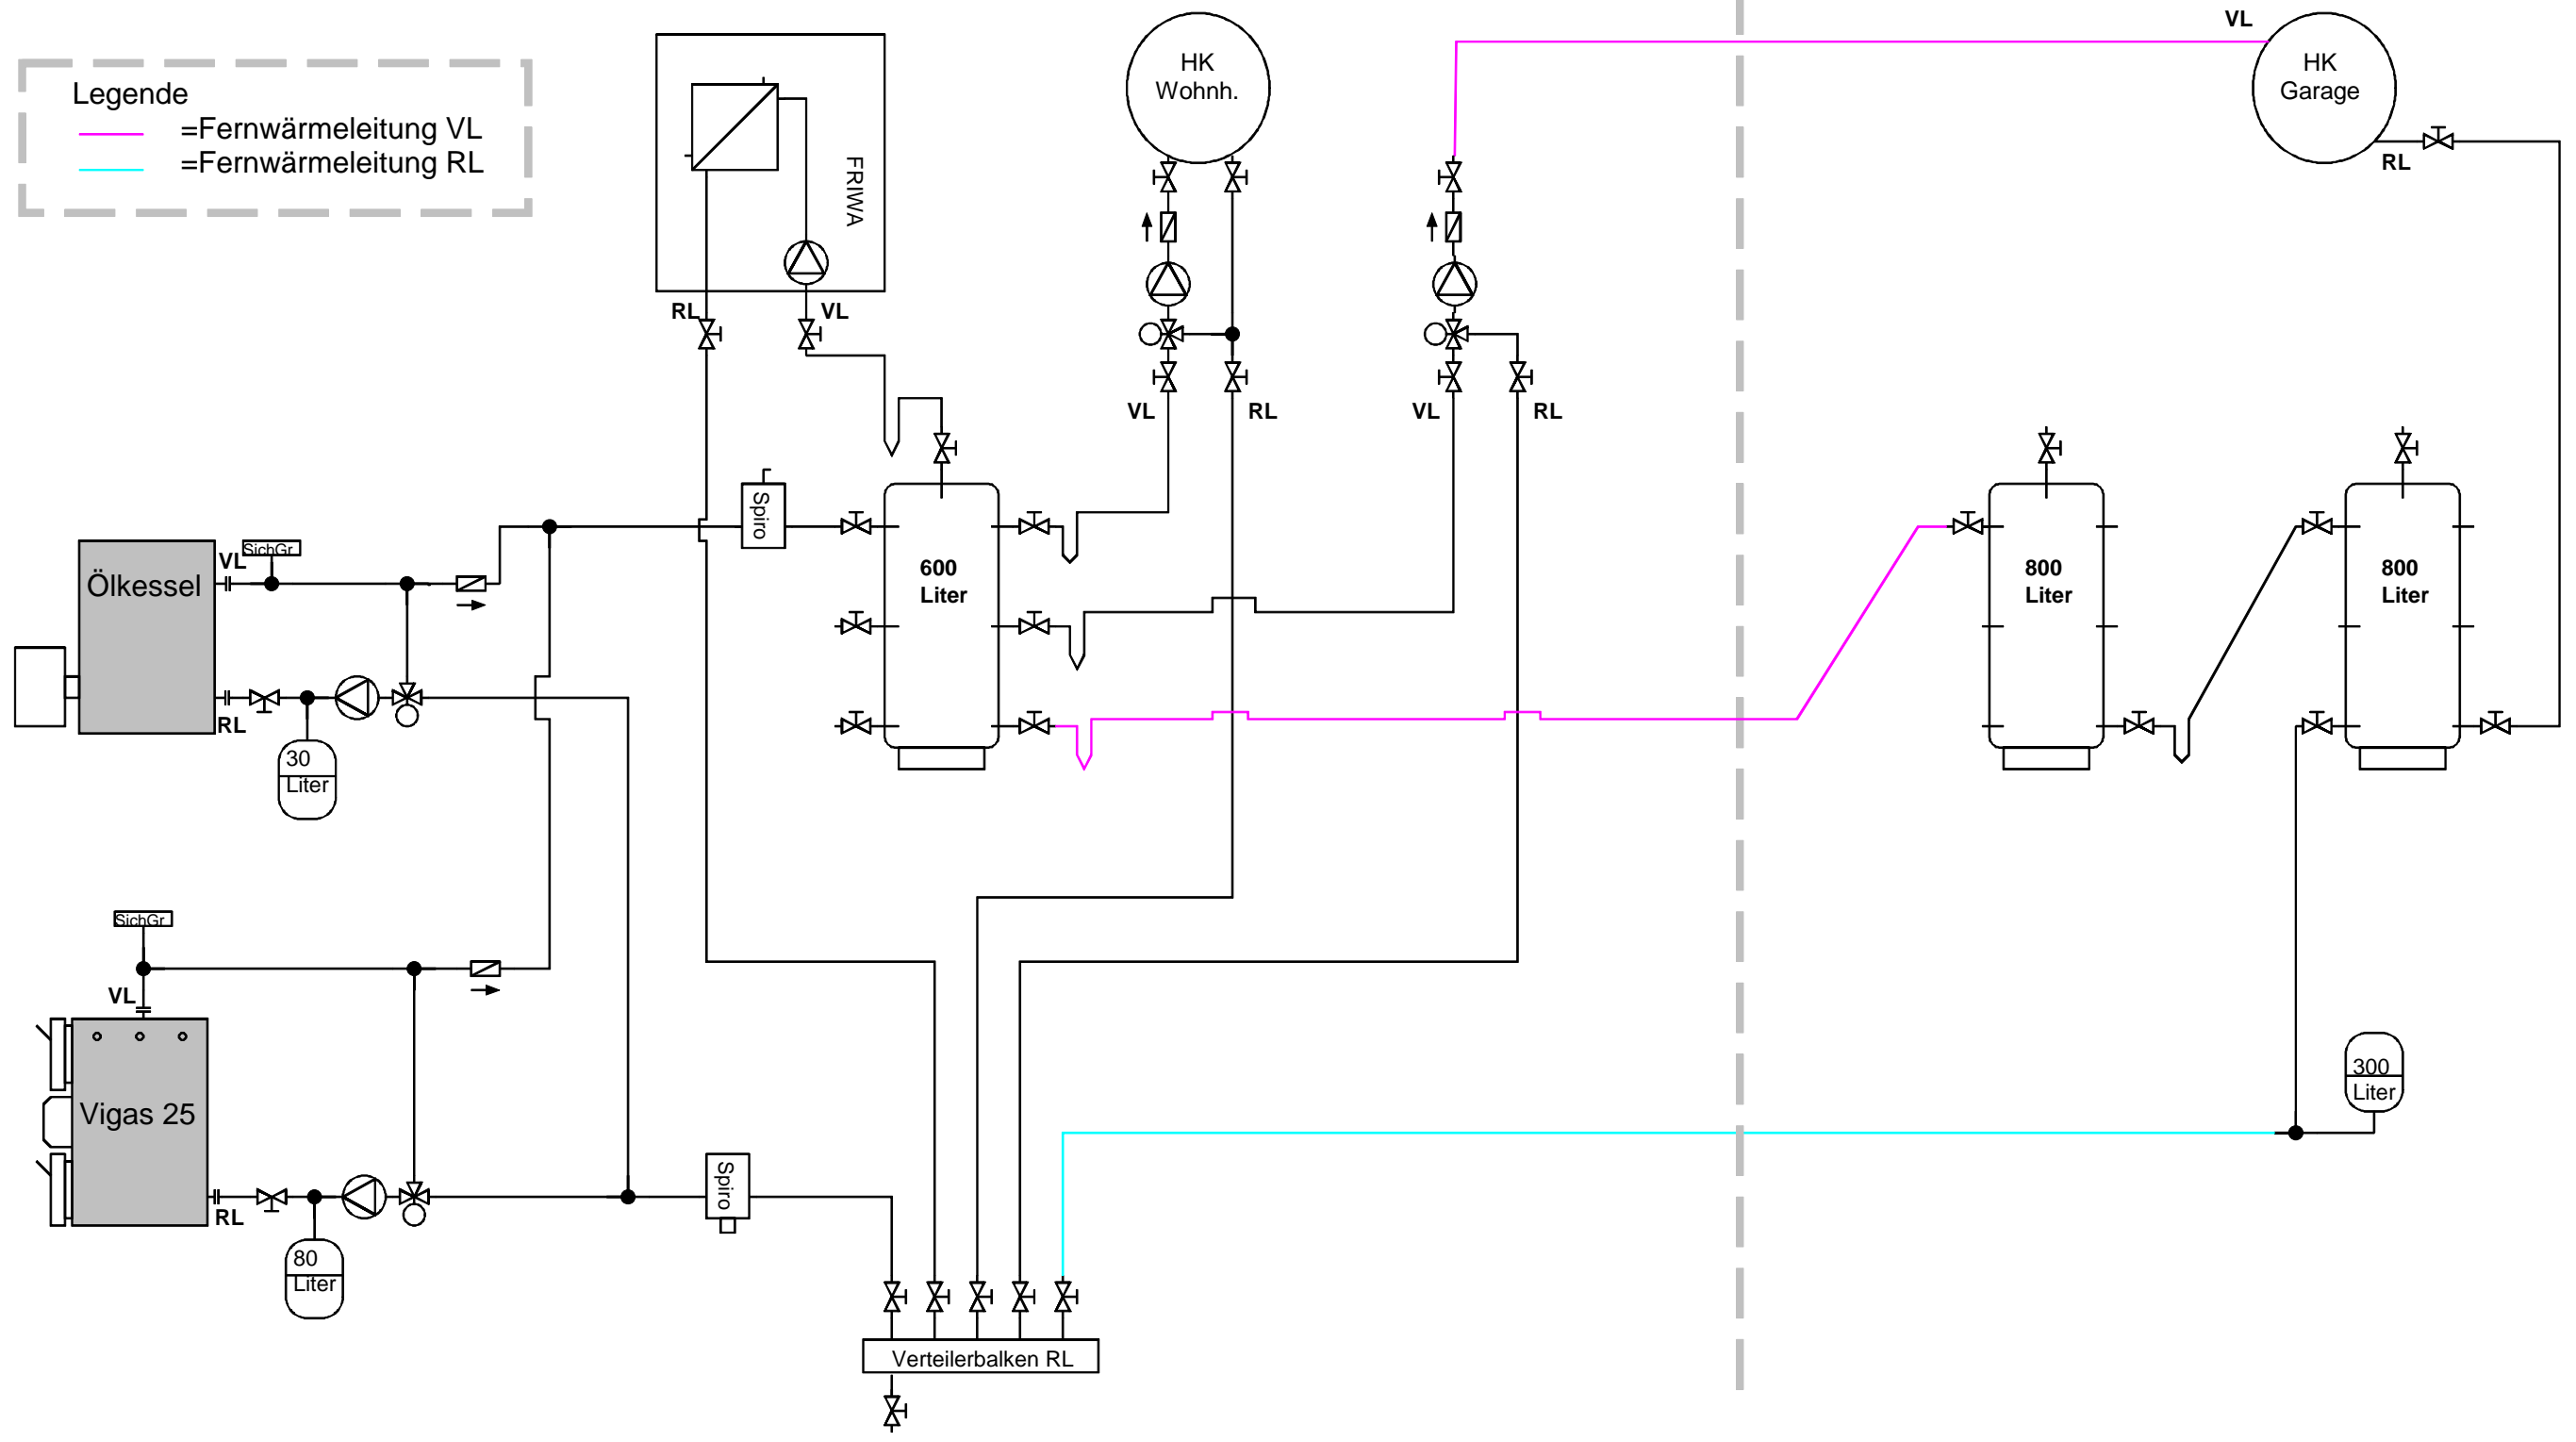 Legende
=Fernwärmeleitung VL
=Fernwärmeleitung RL
FRIWA
RL
VL
HK
Wohnh.
VL
RL
VL
RL
VL
HK
Garage
RL
Spiro
600
Liter
800
Liter
800
Liter
Ölkessel
VL
SichGr.
RL
30
Liter
SichGr.
VL
Vigas 25
RL
80
Liter
Spiro
Verteilerbalken RL
300
Liter